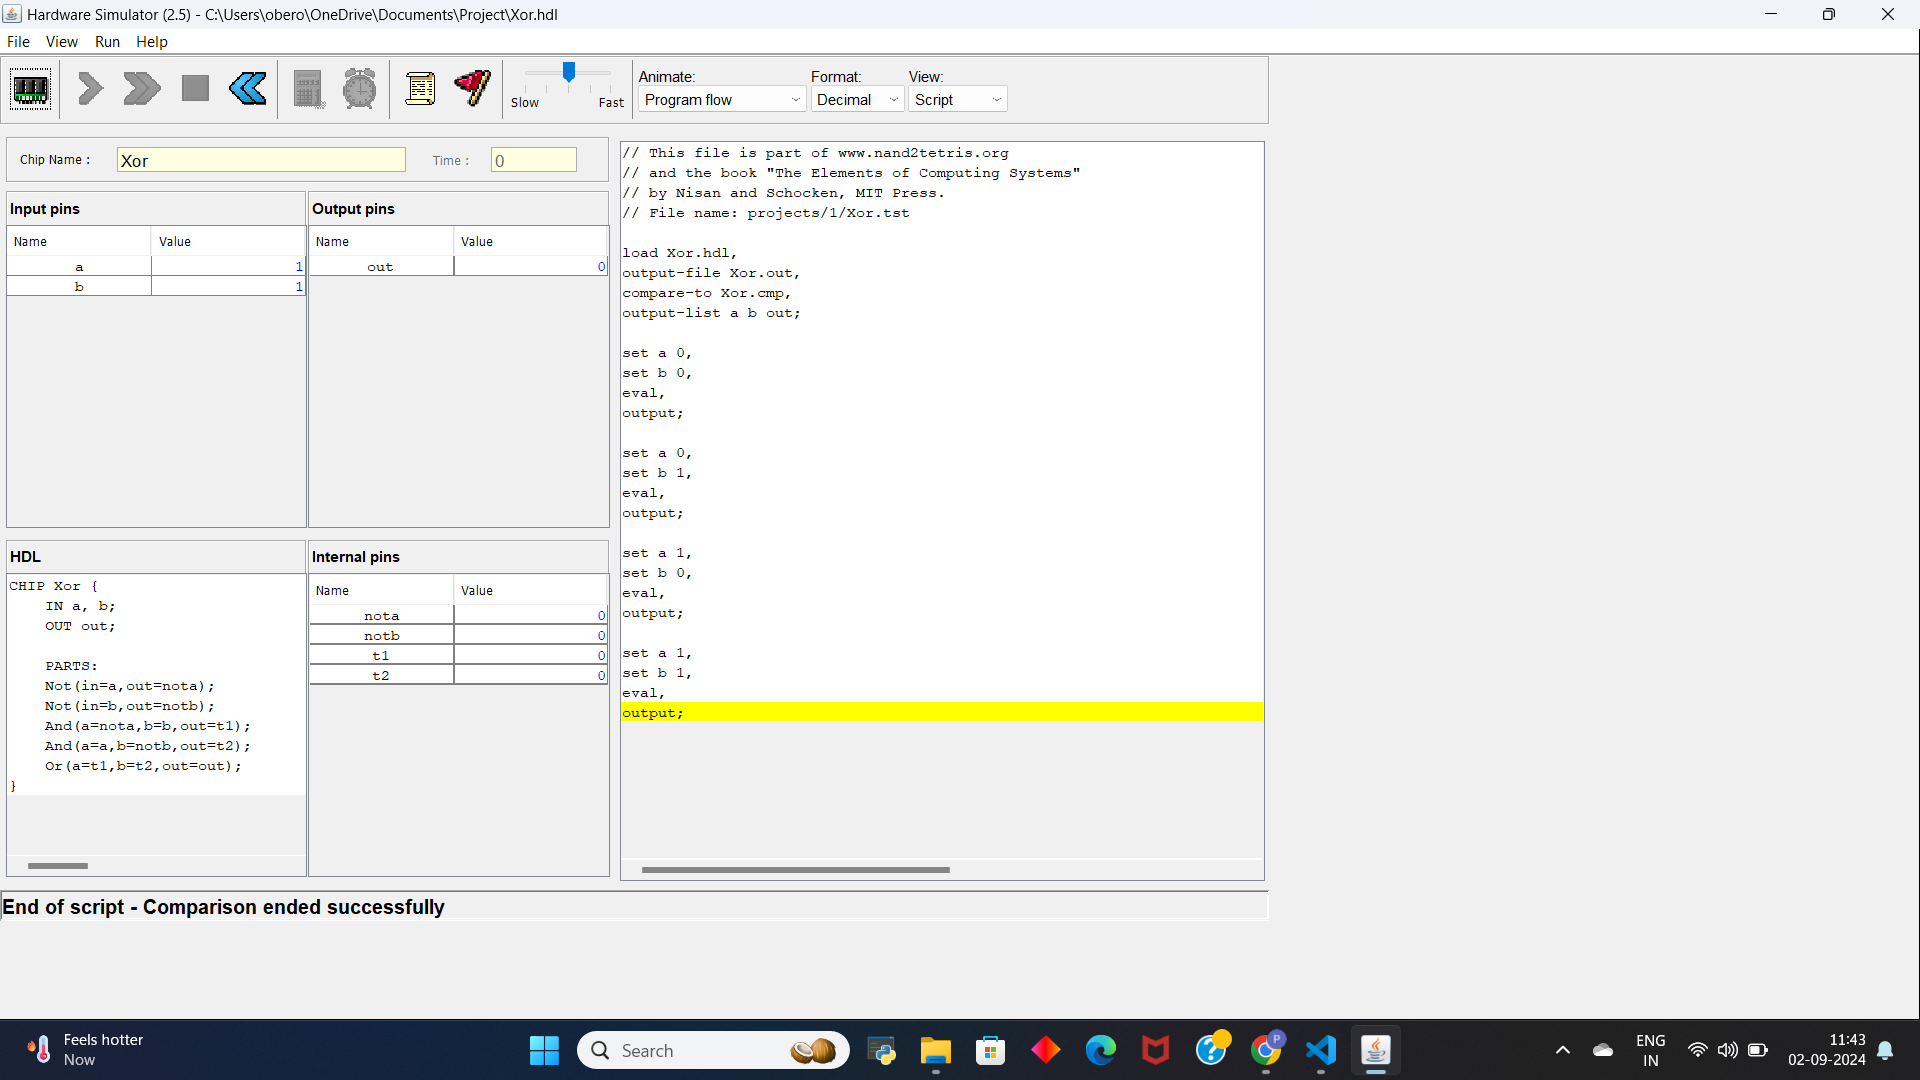 Hardware Simulator (2.5) - C:\Users\obero\OneDrive\Documents\Project\Xor.hdl
File View Run Help
Slow Fast
Animate: Format: View:
Program flow Decimal Script
Chip Name : Xor Time : 0
Input pins
Name Value
a 1
b 1
Output pins
Name Value
out 0
HDL
CHIP Xor {
    IN a, b;
    OUT out;

    PARTS:
    Not(in=a,out=nota);
    Not(in=b,out=notb);
    And(a=nota,b=b,out=t1);
    And(a=a,b=notb,out=t2);
    Or(a=t1,b=t2,out=out);
}
Internal pins
Name Value
nota 0
notb 0
t1 0
t2 0
// This file is part of www.nand2tetris.org
// and the book "The Elements of Computing Systems"
// by Nisan and Schocken, MIT Press.
// File name: projects/1/Xor.tst

load Xor.hdl,
output-file Xor.out,
compare-to Xor.cmp,
output-list a b out;

set a 0,
set b 0,
eval,
output;

set a 0,
set b 1,
eval,
output;

set a 1,
set b 0,
eval,
output;

set a 1,
set b 1,
eval,
output;
End of script - Comparison ended successfully
Feels hotter
Now
Search
P
ENG
IN
11:43
02-09-2024